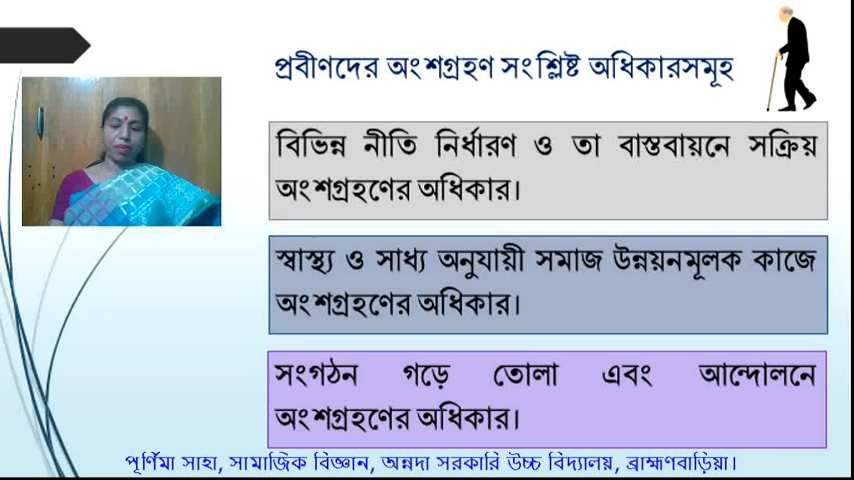 প্রবীণদের অংশগ্রহণ সংশ্লিষ্ট অধিকারসমূহ
বিভিন্ন নীতি নির্ধারণ ও তা বাস্তবায়নে সক্রিয়
অংশগ্রহণের অধিকার।
স্বাস্থ্য ও সাধ্য অনুযায়ী সমাজ উন্নয়নমূলক কাজে
অংশগ্রহণের অধিকার।
সংগঠন গড়ে তোলা এবং আন্দোলনে
অংশগ্রহণের অধিকার।
পূর্ণিমা সাহা, সামাজিক বিজ্ঞান, অন্নদা সরকারি উচ্চ বিদ্যালয়, ব্রাহ্মণবাড়িয়া।